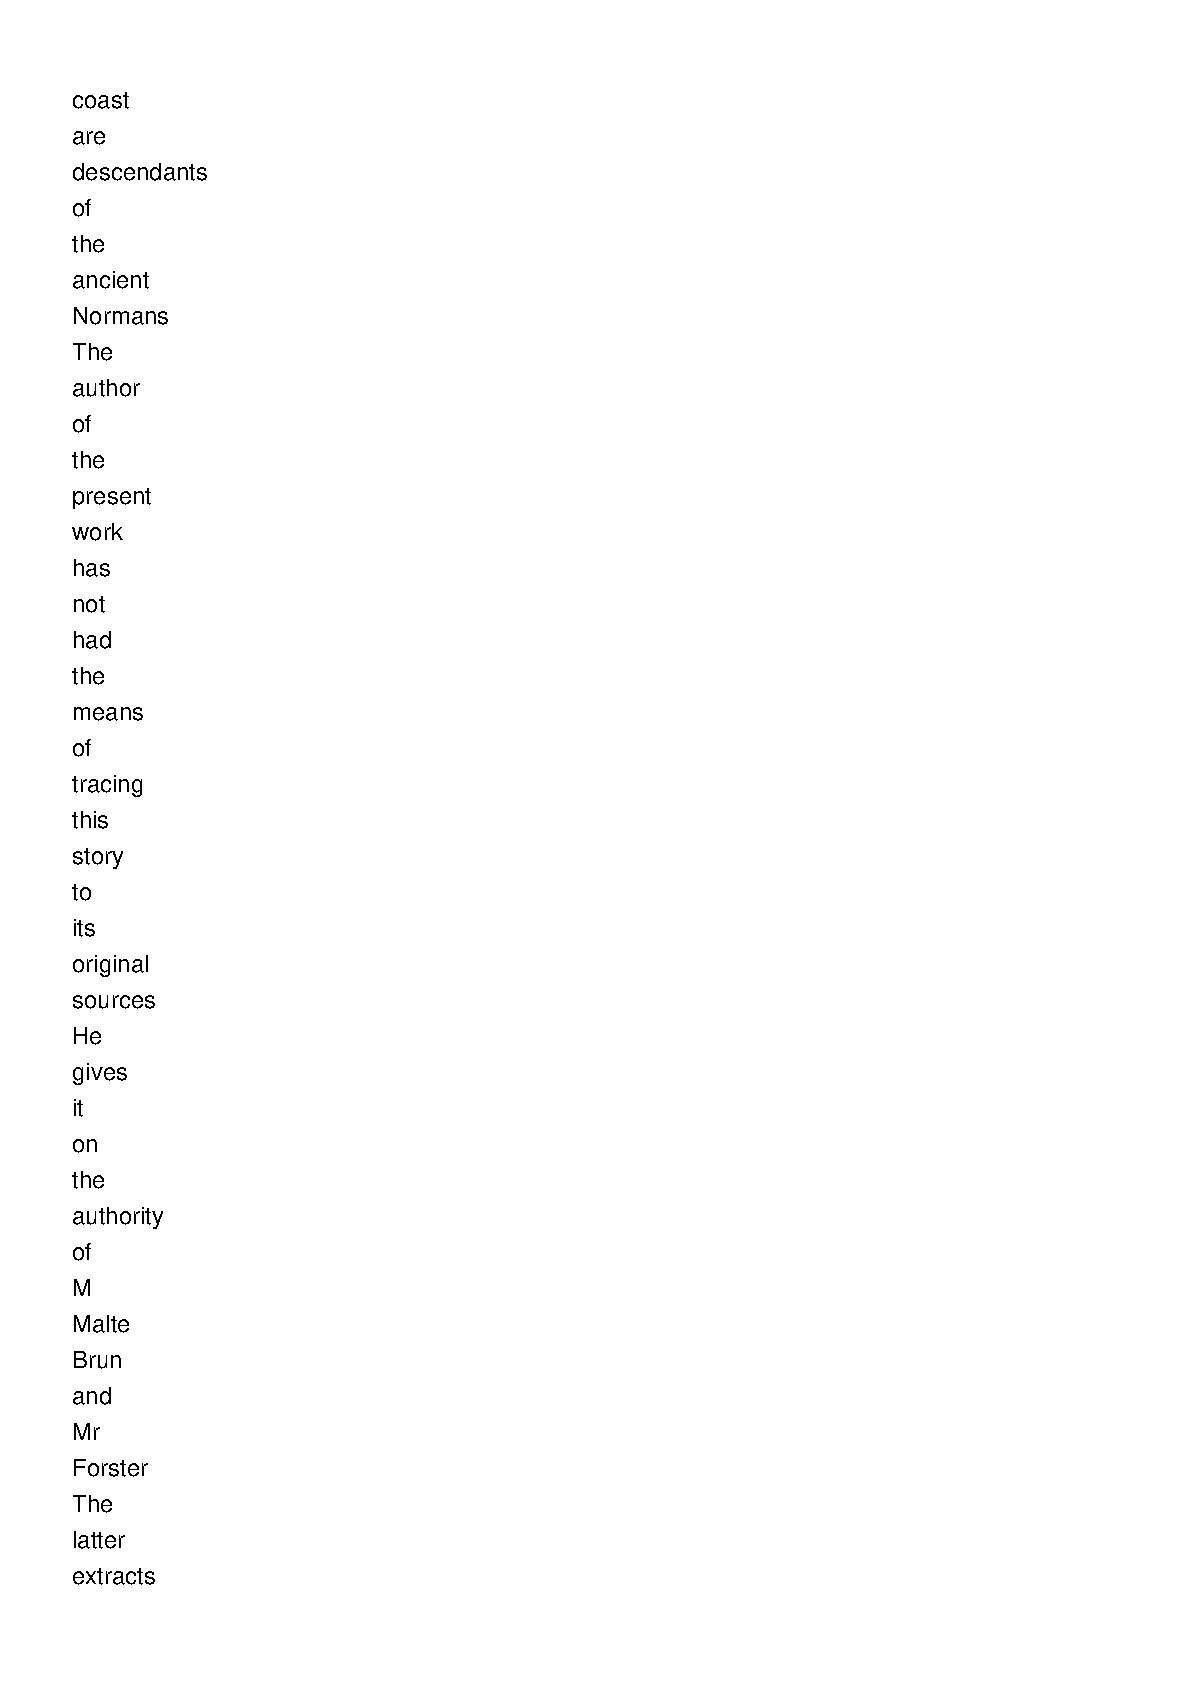 coast
are
descendants
of
the
ancient
Normans
The
author
of
the
present
work
has
not
had
the
means
of
tracing
this
story
to
its
original
sources
He
gives
it
on
the
authority
of
M
Malte
Brun
and
Mr
Forster
The
latter
extracts